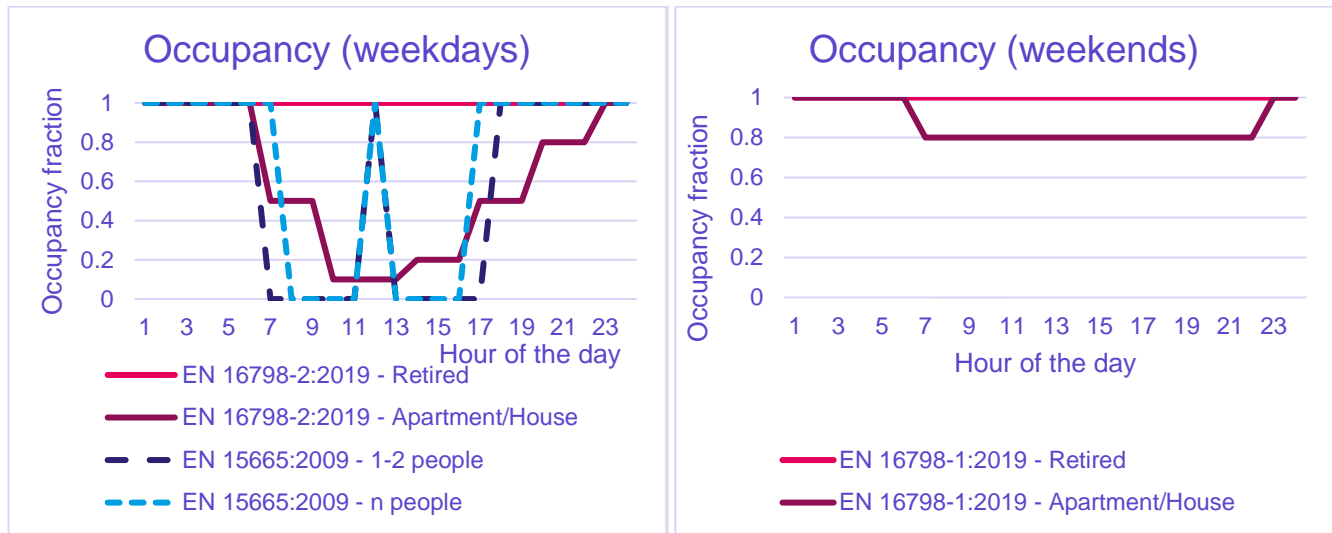 Occupancy (weekdays)
Occupancy fraction
1
0.8
0.6
0.4
0.2
0
1 3 5 7 9 11 13 15 17 19 21 23
Hour of the day
EN 16798-2:2019 - Retired
EN 16798-2:2019 - Apartment/House
EN 15665:2009 - 1-2 people
EN 15665:2009 - n people
Occupancy (weekends)
Occupancy fraction
1
0.8
0.6
0.4
0.2
0
1 3 5 7 9 11 13 15 17 19 21 23
Hour of the day
EN 16798-1:2019 - Retired
EN 16798-1:2019 - Apartment/House